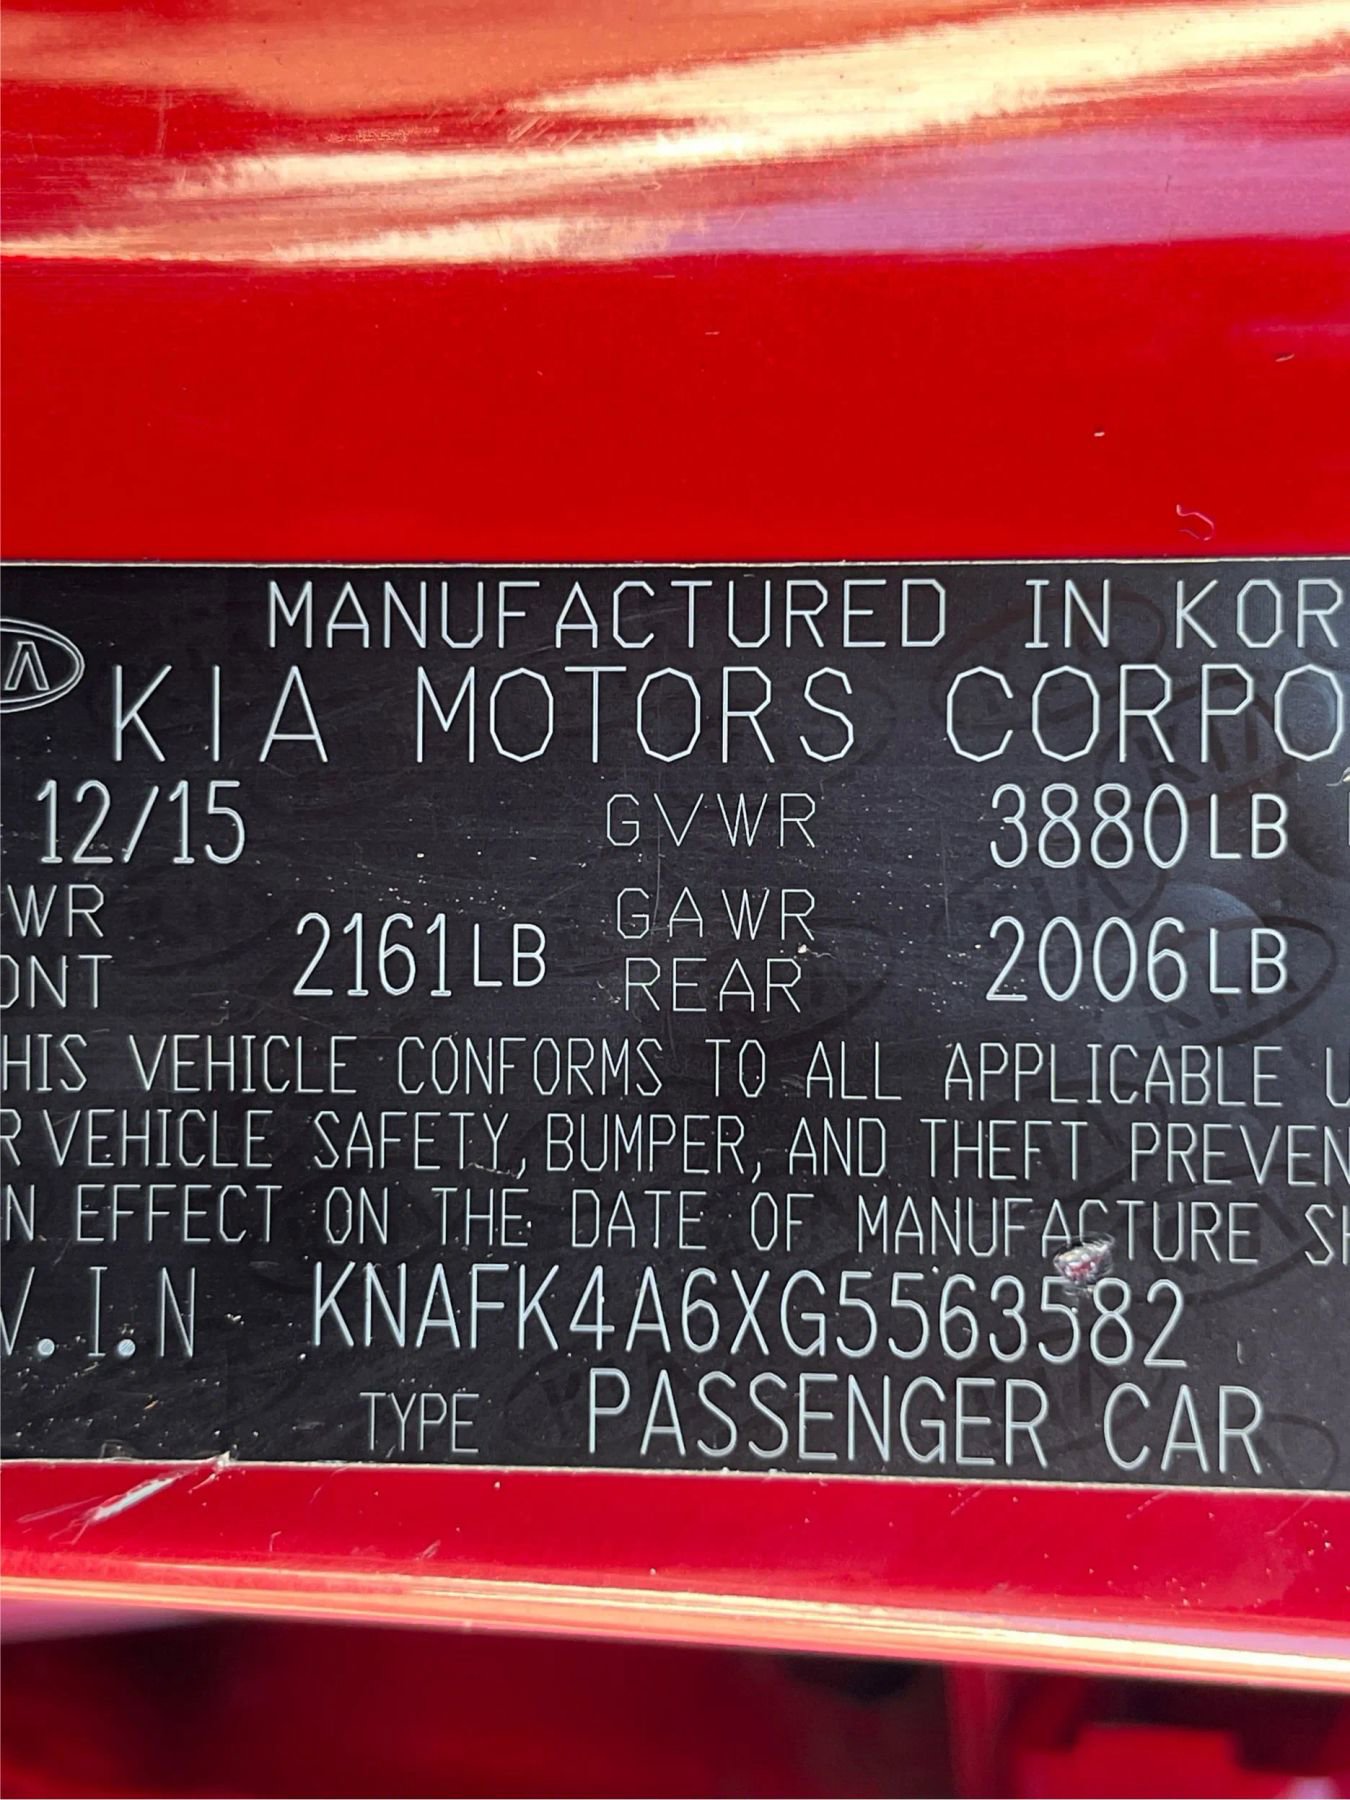 MANUFACTURED IN KOR
KIA MOTORS CORPO
12/15 GVWR 3880LB
WR 2161LB GAWR 2006LB
ONT REAR
HIS VEHICLE CONFORMS TO ALL APPLICABLE U
R VEHICLE SAFETY, BUMPER, AND THEFT PREVEN
N EFFECT ON THE DATE OF MANUFACTURE SH
V.I.N KNAFK4A6XG5563582
TYPE PASSENGER CAR